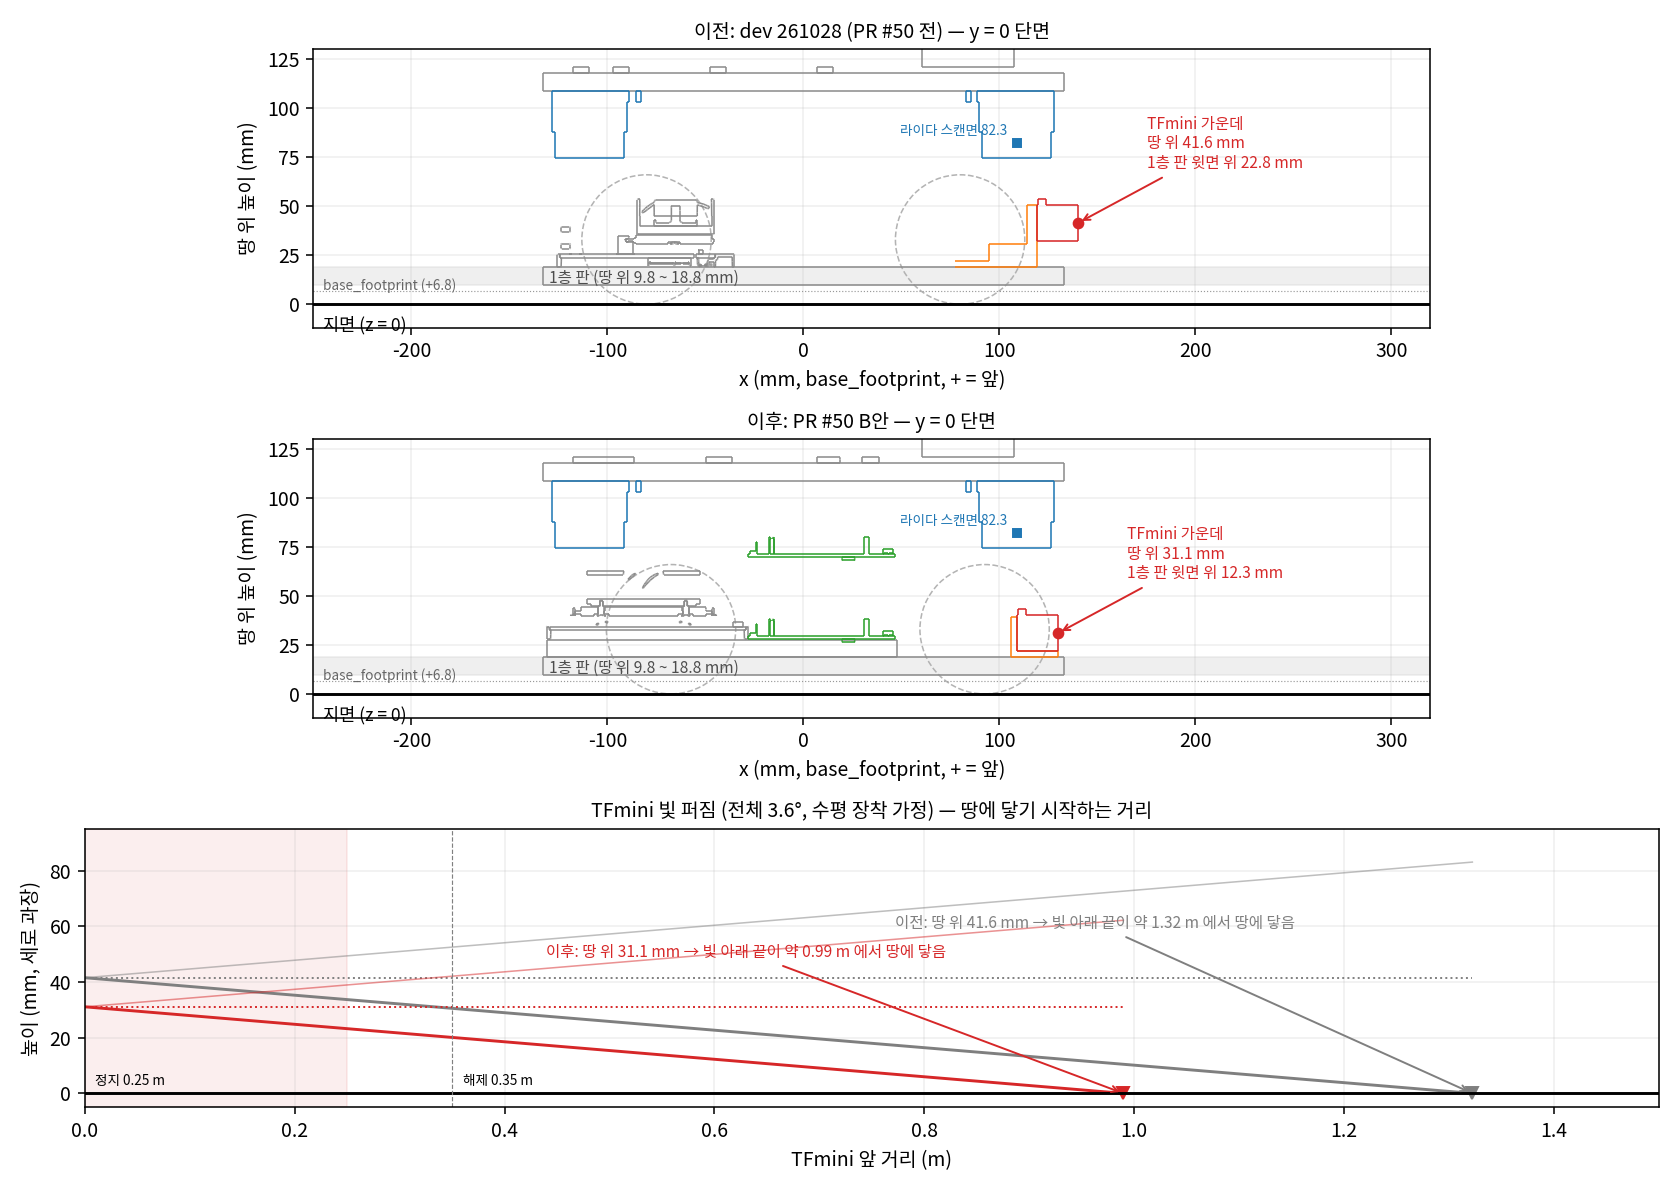 이전: dev 261028 (PR #50 전) — y = 0 단면
125
100
75
50
25
0
땅 위 높이 (mm)
라이다 스캔면 82.3
TFmini 가운데
땅 위 41.6 mm
1층 판 윗면 위 22.8 mm
1층 판 (땅 위 9.8 ~ 18.8 mm)
base_footprint (+6.8)
지면 (z = 0)
-200 -100 0 100 200 300
x (mm, base_footprint, + = 앞)
이후: PR #50 B안 — y = 0 단면
125
100
75
50
25
0
땅 위 높이 (mm)
라이다 스캔면 82.3
TFmini 가운데
땅 위 31.1 mm
1층 판 윗면 위 12.3 mm
1층 판 (땅 위 9.8 ~ 18.8 mm)
base_footprint (+6.8)
지면 (z = 0)
-200 -100 0 100 200 300
x (mm, base_footprint, + = 앞)
TFmini 빛 퍼짐 (전체 3.6°, 수평 장착 가정) — 땅에 닿기 시작하는 거리
80
60
40
20
0
높이 (mm, 세로 과장)
이전: 땅 위 41.6 mm → 빛 아래 끝이 약 1.32 m 에서 땅에 닿음
이후: 땅 위 31.1 mm → 빛 아래 끝이 약 0.99 m 에서 땅에 닿음
정지 0.25 m
해제 0.35 m
0.0 0.2 0.4 0.6 0.8 1.0 1.2 1.4
TFmini 앞 거리 (m)